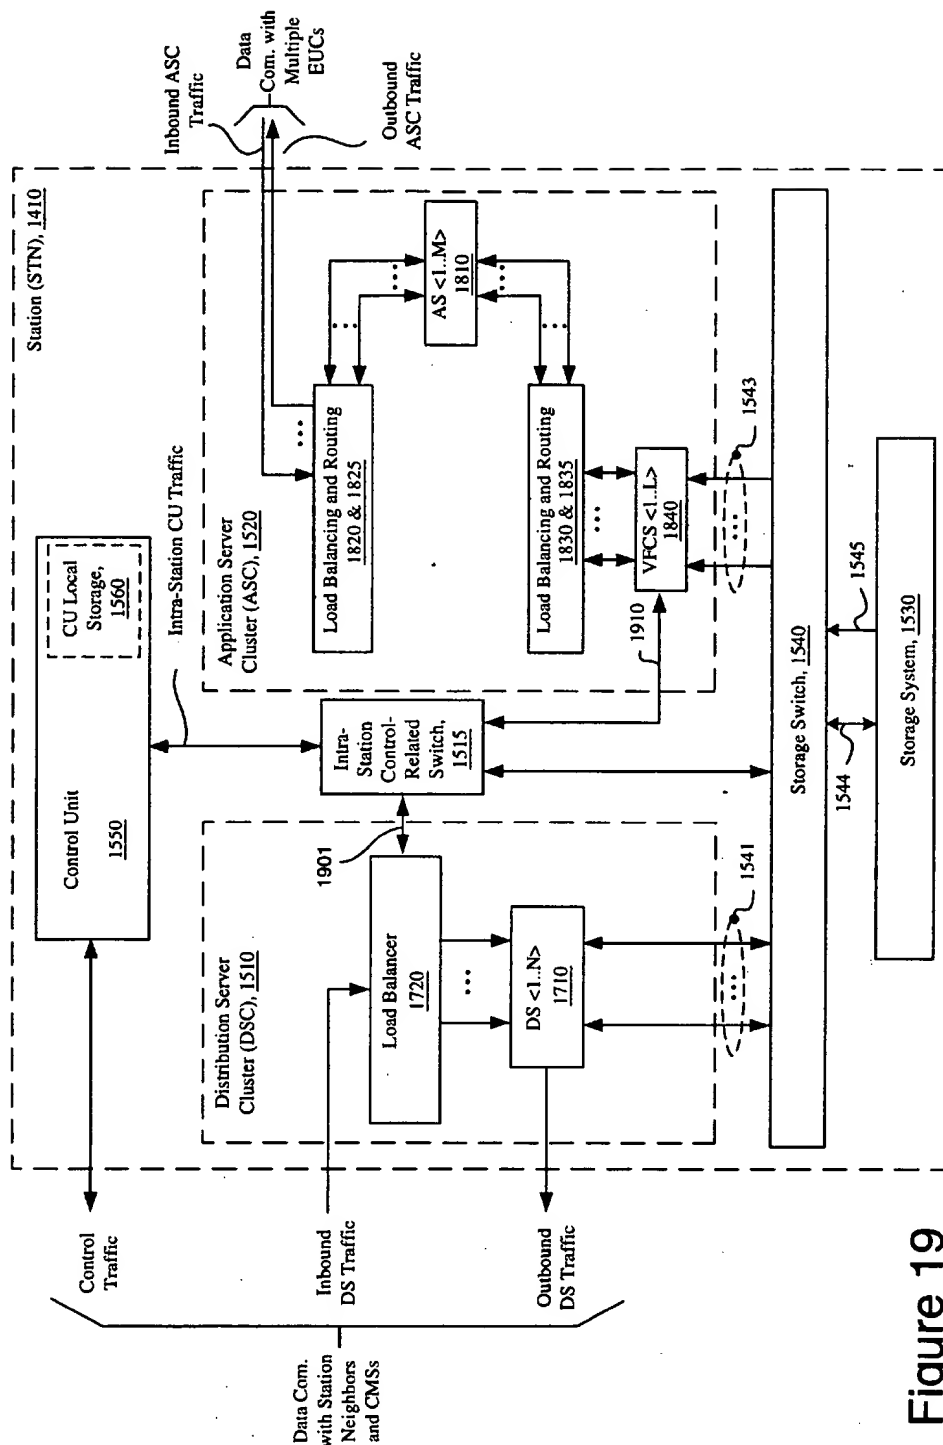 Data Com.
with Station
Neighbors
and CMSs
Control
Traffic
Inbound
DS Traffic
Outbound
DS Traffic
Station (STN), 1410
Control Unit
1550
CU Local
Storage,
1560
Intra-Station CU Traffic
Distribution Server
Cluster (DSC), 1510
Load Balancer
1720
DS <1..N>
1710
1901
Intra-
Station
Control-
Related
Switch,
1515
Application Server
Cluster (ASC), 1520
Load Balancing and Routing
1820 & 1825
AS <1..M>
1810
Load Balancing and Routing
1830 & 1835
VFCS <1..L>
1840
1910
Inbound ASC
Traffic
Data
Com. with
Multiple
EUCs
Outbound
ASC Traffic
1541
1543
Storage Switch, 1540
1544
1545
Storage System, 1530
Figure 19